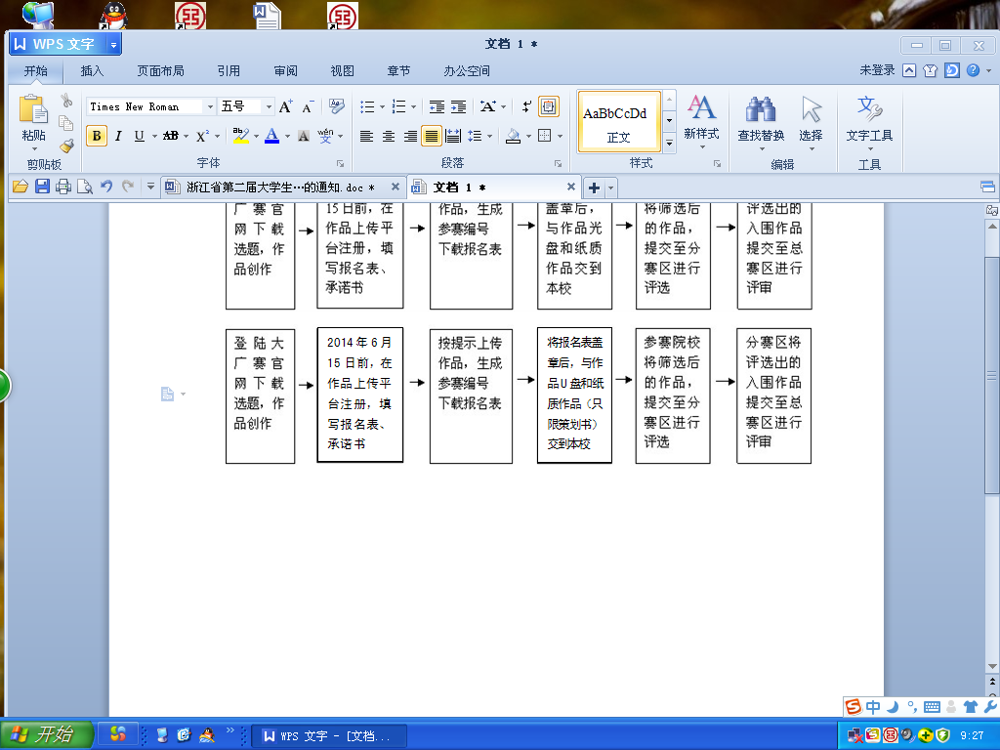 WPS 文字
文档 1 *
开始 插入 页面布局 引用 审阅 视图 章节 办公空间 未登录
粘贴
剪贴板
Times New Roman 五号
B I U AB X²
字体
段落
AaBbCcDd
正文
样式
新样式
查找替换 选择
编辑
文字工具
工具
浙江省第二届大学生…的通知.doc *
文档 1 *
广赛官
网下载
选题，作
品创作
15日前，在
作品上传平
台注册，填
写报名表、
承诺书
作品，生成
参赛编号
下载报名表
盖章后，
与作品光
盘和纸质
作品交到
本校
将筛选后
的作品，
提交至分
赛区进行
评选
评选出的
入围作品
提交至总
赛区进行
评审
登陆大
广赛官
网下载
选题，作
品创作
2014年6月
15日前，在
作品上传平
台注册，填
写报名表、
承诺书
按提示上传
作品，生成
参赛编号
下载报名表
将报名表盖
章后，与作
品U盘和纸
质作品（只
限策划书）
交到本校
参赛院校
将筛选后
的作品，
提交至分
赛区进行
评选
分赛区将
评选出的
入围作品
提交至总
赛区进行
评审
中
开始
WPS 文字 - [文档...
9:27